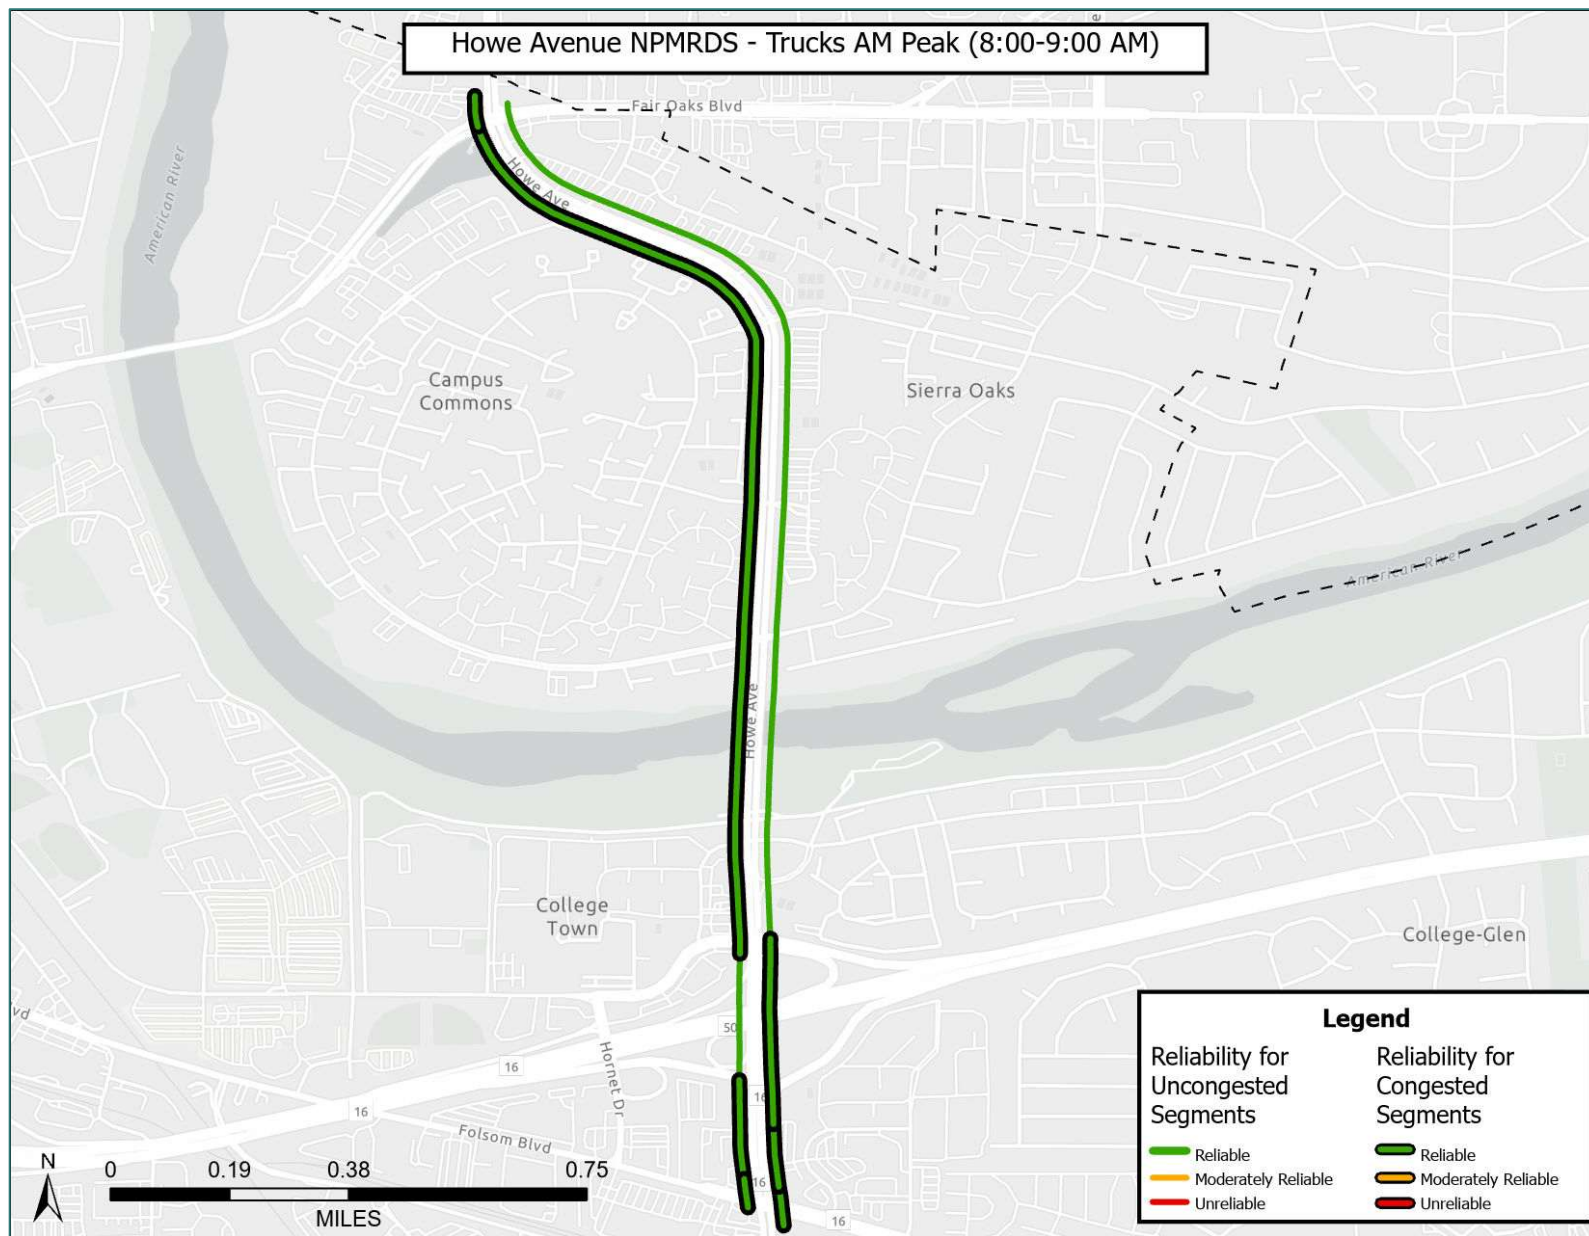 Howe Avenue NPMRDS - Trucks AM Peak (8:00-9:00 AM)
e
Fair Oaks Blvd
Howe Ave
American River
Campus
Commons
Sierra Oaks
American River
Howe Ave
College
Town
College-Glen
vd
50
16
Hornet Dr
16
16
Folsom Blvd
16
16
N
0 0.19 0.38 0.75
MILES
Legend
Reliability for
Uncongested
Segments
Reliable
Moderately Reliable
Unreliable
Reliability for
Congested
Segments
Reliable
Moderately Reliable
Unreliable